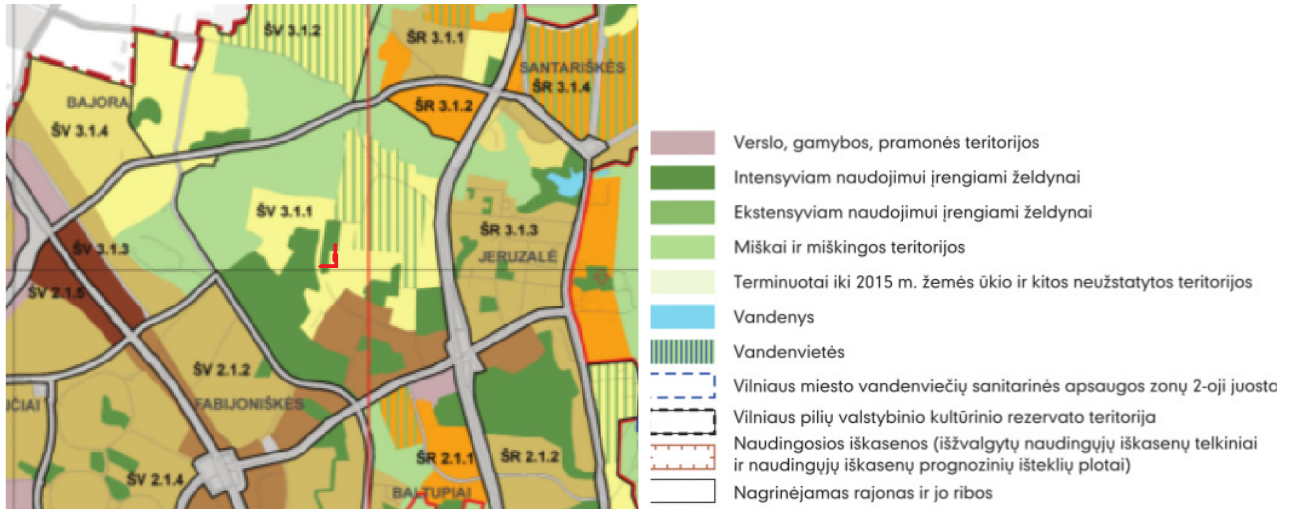 ŠV 3.1.2
ŠR 3.1.1
SANTARIŠKĖS
ŠR 3.1.4
ŠR 3.1.2
BAJORA
ŠV 3.1.4
ŠV 3.1.1
ŠR 3.1.3
JERUZALĖ
ŠV 3.1.3
ŠV 2.1.5
ŠV 2.1.2
FABIJONIŠKĖS
ČIAI
ŠR 2.1.1
ŠR 2.1.2
ŠV 2.1.4
BALTUPIAI
Verslo, gamybos, pramonės teritorijos
Intensyviam naudojimui įrengiami želdynai
Ekstensyviam naudojimui įrengiami želdynai
Miškai ir miškingos teritorijos
Terminuotai iki 2015 m. žemės ūkio ir kitos neužstatytos teritorijos
Vandenys
Vandenvietės
Vilniaus miesto vandenviečių sanitarinės apsaugos zonų 2-oji juosta
Vilniaus pilių valstybinio kultūrinio rezervato teritorija
Naudingosios iškasenos (išžvalgytų naudingųjų iškasenų telkiniai
ir naudingųjų iškasenų prognozinių išteklių plotai)
Nagrinėjamas rajonas ir jo ribos